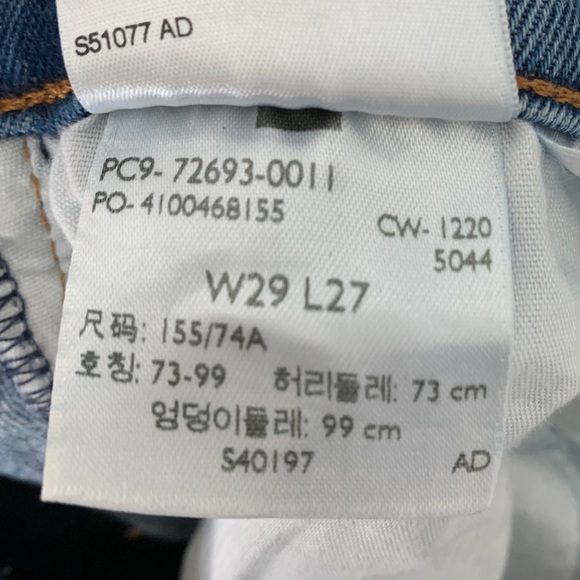 S51077 AD
PC9- 72693-0011
PO- 4100468155
CW- 1220
5044
W29 L27
尺码: 155/74A
호칭: 73-99 허리둘레: 73 cm
엉덩이둘레: 99 cm
S40197 AD